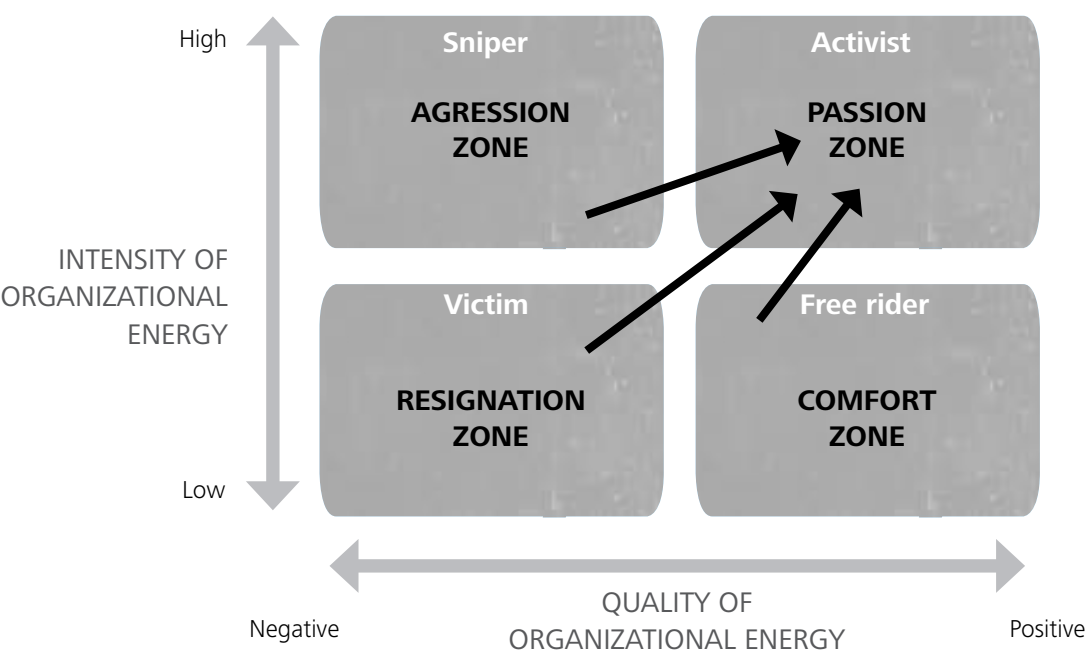 High
Sniper
Activist
AGRESSION
ZONE
PASSION
ZONE
INTENSITY OF
ORGANIZATIONAL
ENERGY
Victim
Free rider
RESIGNATION
ZONE
COMFORT
ZONE
Low
QUALITY OF
ORGANIZATIONAL ENERGY
Negative
Positive